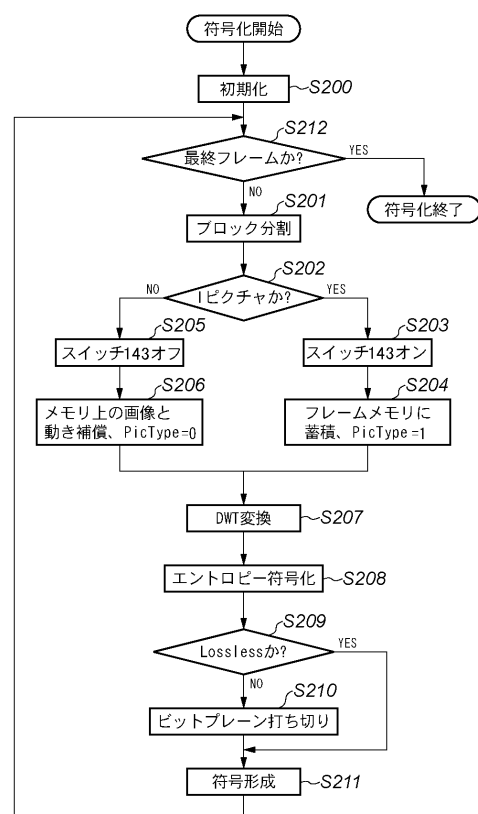 符号化開始
初期化
S200
S212
最終フレームか?
YES
NO
符号化終了
S201
ブロック分割
S202
Iピクチャか?
NO
YES
S205
スイッチ143オフ
S203
スイッチ143オン
S206
メモリ上の画像と
動き補償、PicType=0
S204
フレームメモリに
蓄積、PicType=1
DWT変換
S207
エントロピー符号化
S208
S209
Losslessか?
YES
NO
S210
ビットプレーン打ち切り
符号形成
S211